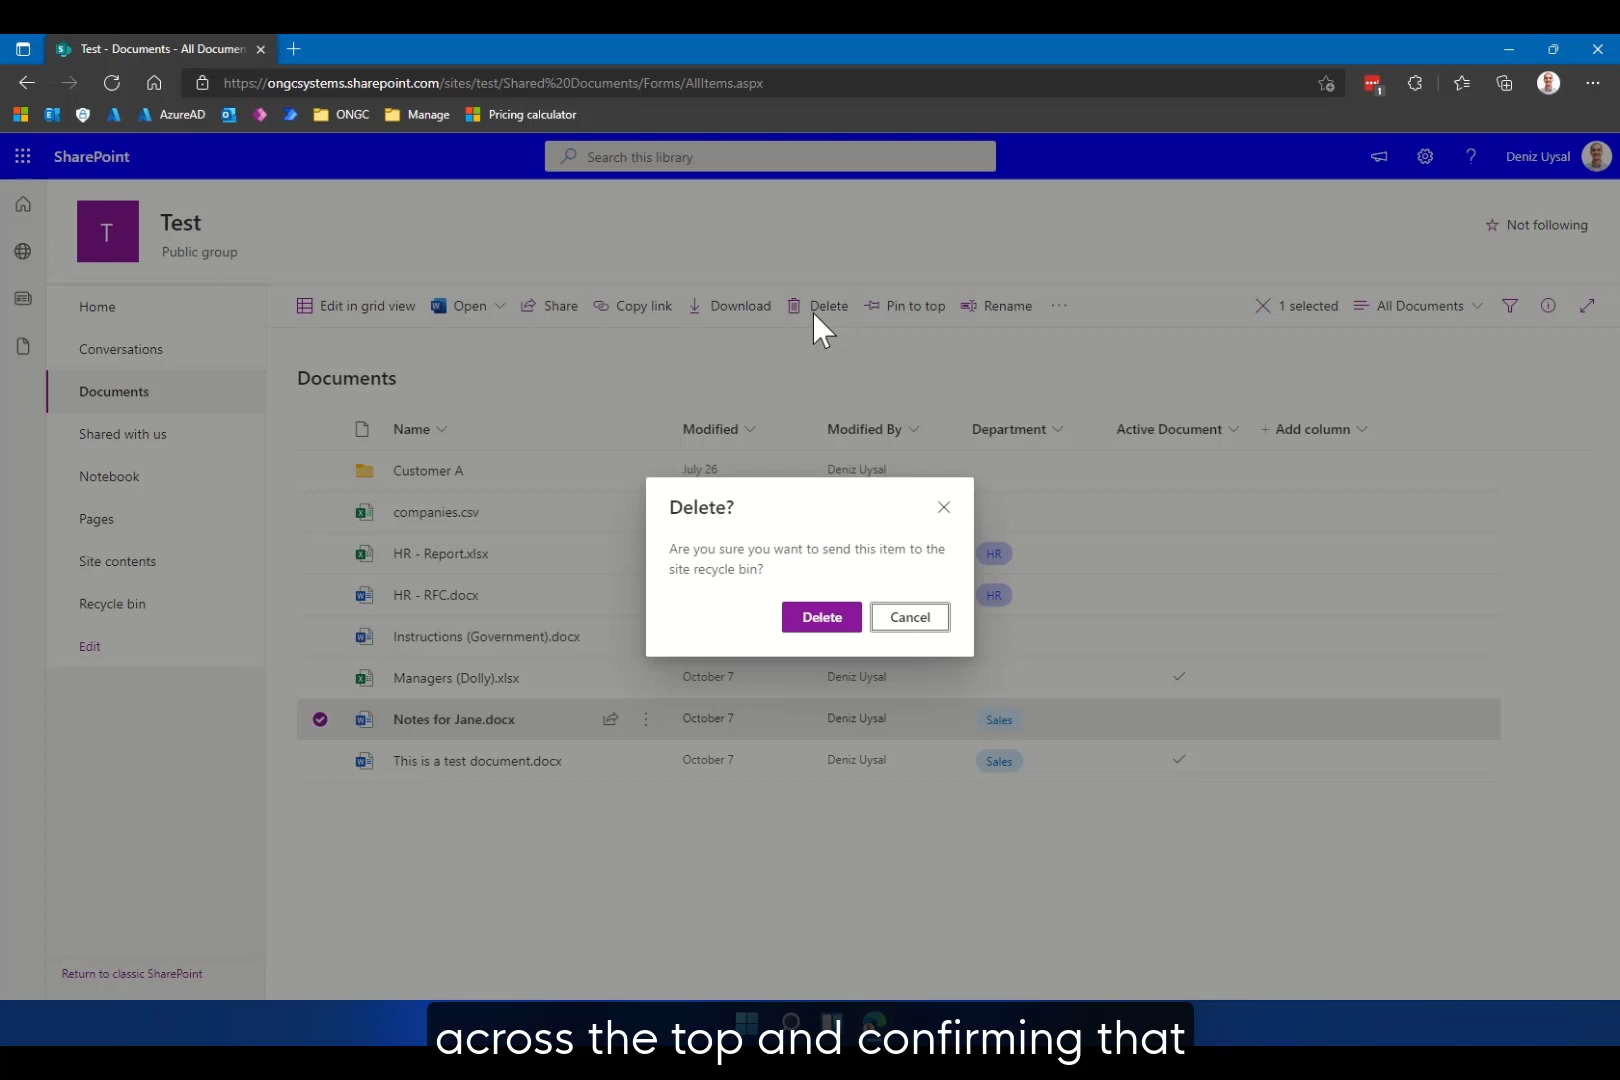 Test - Documents - All Documen
https://ongcsystems.sharepoint.com/sites/test/Shared%20Documents/Forms/AllItems.aspx
1
AzureAD
ONGC
Manage
Pricing calculator
SharePoint
Search this library
Deniz Uysal
T
Test
Public group
Not following
Home
Conversations
Documents
Shared with us
Notebook
Pages
Site contents
Recycle bin
Edit
Return to classic SharePoint
Edit in grid view
Open
Share
Copy link
Download
Delete
Pin to top
Rename
1 selected
All Documents
Documents
Name Modified Modified By Department Active Document + Add column
Customer A July 26 Deniz Uysal
companies.csv
HR - Report.xlsx HR
HR - RFC.docx HR
Instructions (Government).docx
Managers (Dolly).xlsx October 7 Deniz Uysal
Notes for Jane.docx October 7 Deniz Uysal Sales
This is a test document.docx October 7 Deniz Uysal Sales
Delete?
Are you sure you want to send this item to the
site recycle bin?
Delete
Cancel
across the top and confirming that